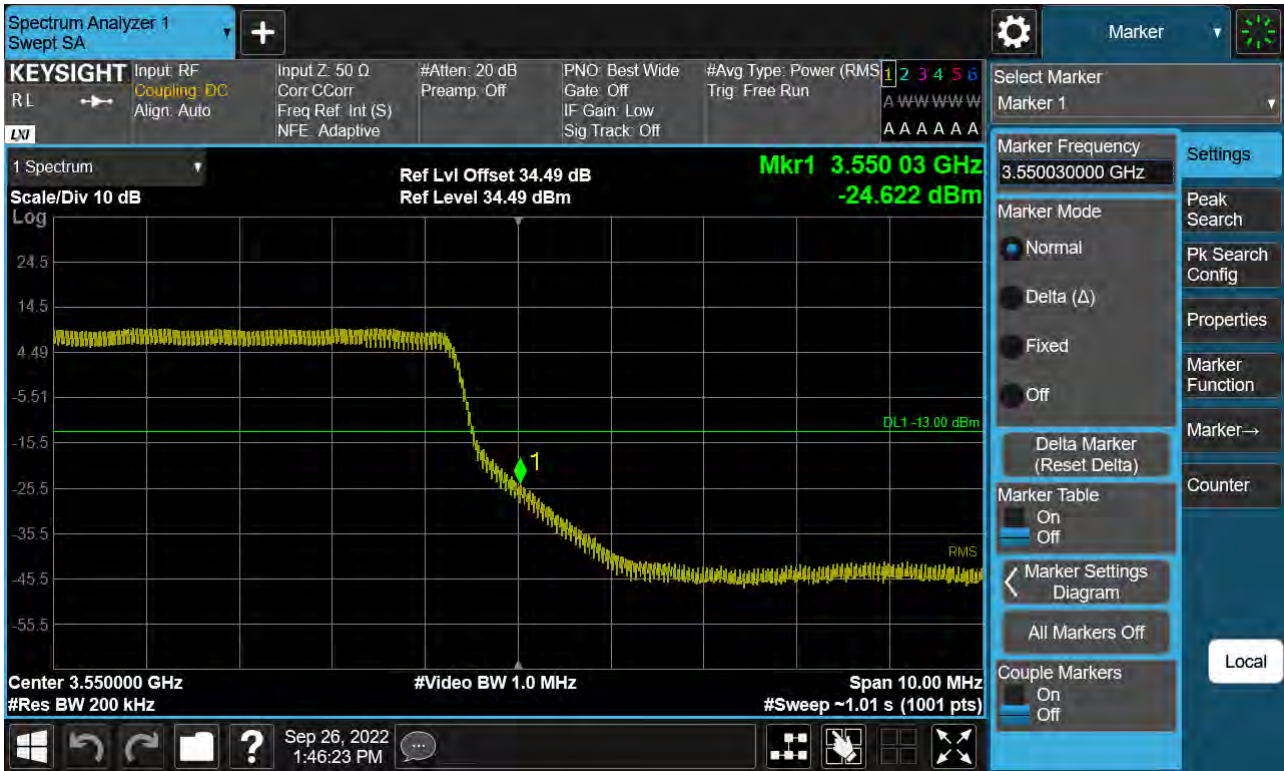 Spectrum Analyzer 1
Swept SA
Marker
KEYSIGHT
Input: RF
Input Z: 50 Ω
#Atten: 20 dB
PNO: Best Wide
#Avg Type: Power (RMS
1 2 3 4 5 6
RL
Coupling: DC
Corr CCorr
Preamp: Off
Gate: Off
Trig: Free Run
Align: Auto
Freq Ref: Int (S)
IF Gain: Low
A W W W W W
LXI
NFE: Adaptive
Sig Track: Off
A A A A A A
Select Marker
Marker 1
1 Spectrum
Scale/Div 10 dB
Log
Ref Lvl Offset 34.49 dB
Ref Level 34.49 dBm
Mkr1 3.550 03 GHz
-24.622 dBm
24.5
14.5
4.49
-5.51
-15.5
-25.5
-35.5
-45.5
-55.5
DL1 -13.00 dBm
1
RMS
Center 3.550000 GHz
#Video BW 1.0 MHz
Span 10.00 MHz
#Res BW 200 kHz
#Sweep ~1.01 s (1001 pts)
Marker Frequency
3.550030000 GHz
Marker Mode
Normal
Delta (Δ)
Fixed
Off
Delta Marker
(Reset Delta)
Marker Table
On
Off
Marker Settings
Diagram
All Markers Off
Couple Markers
On
Off
Settings
Peak
Search
Pk Search
Config
Properties
Marker
Function
Marker→
Counter
Local
?
Sep 26, 2022
1:46:23 PM